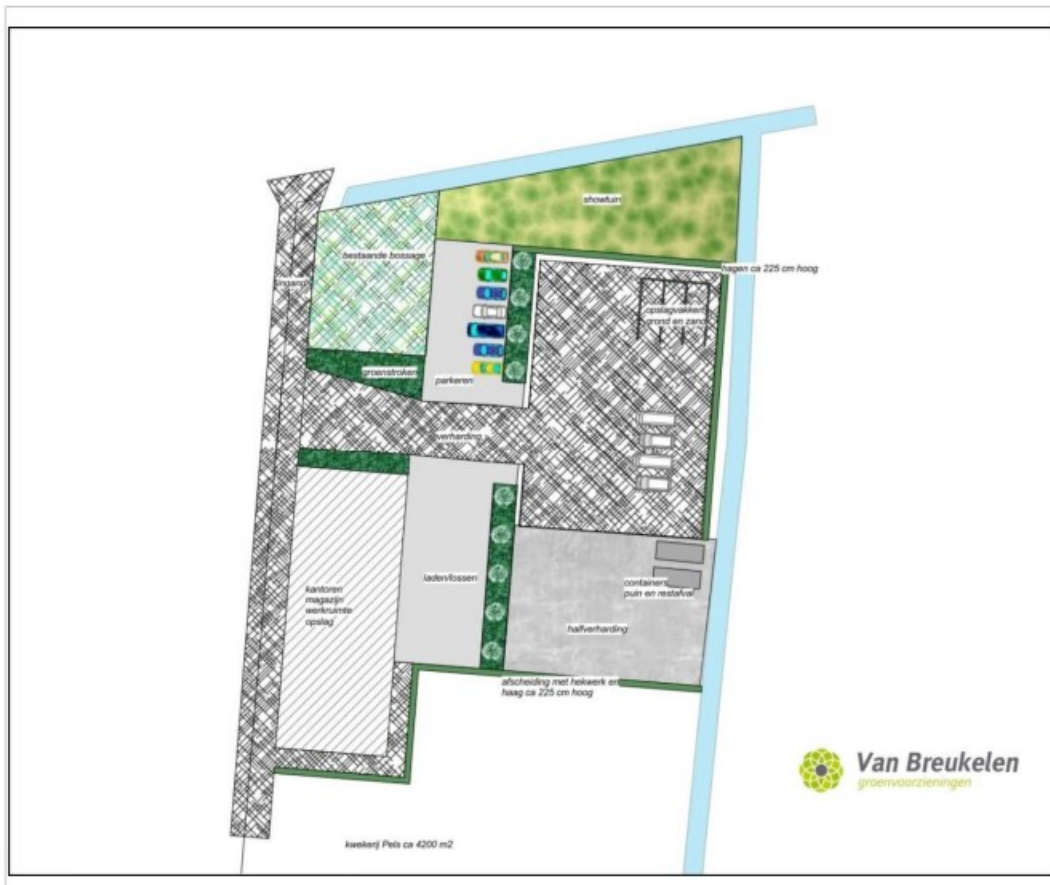 showtuin
bestaande bossage
hagen ca 225 cm hoog
ingang
opslagvakken
grond en zand
groenstroken
parkeren
verharding
laden/lossen
containers
puin en restafval
kantoren
magazijn
werkruimte
opslag
halfverharding
afscheiding met hekwerk en
haag ca 225 cm hoog
Van Breukelen
groenvoorzieningen
kwekerij Pels ca 4200 m2